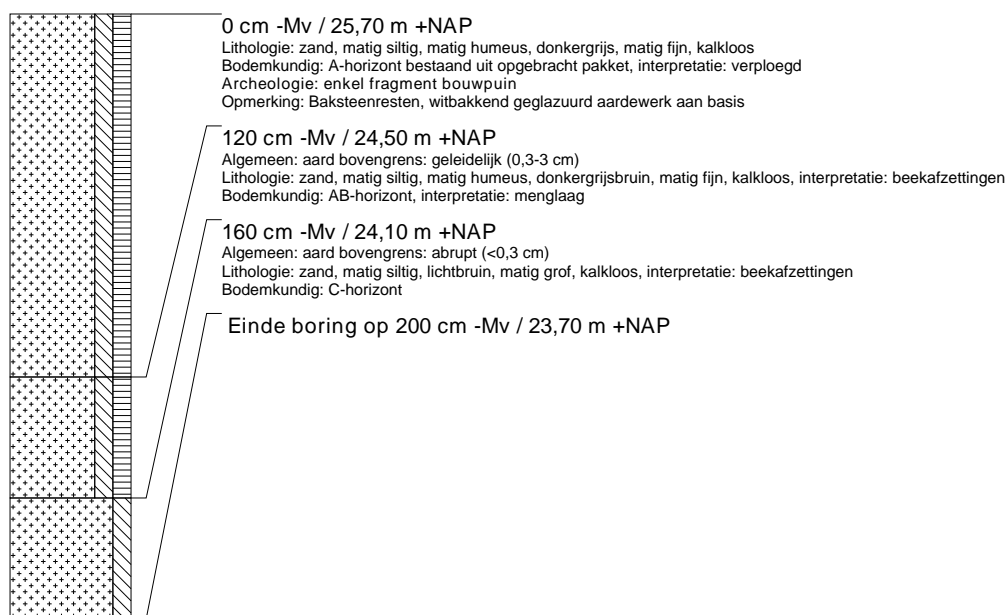 0 cm -Mv / 25,70 m +NAP
Lithologie: zand, matig siltig, matig humeus, donkergrijs, matig fijn, kalkloos
Bodemkundig: A-horizont bestaand uit opgebracht pakket, interpretatie: verploegd
Archeologie: enkel fragment bouwpuin
Opmerking: Baksteenresten, witbakkend geglazuurd aardewerk aan basis
120 cm -Mv / 24,50 m +NAP
Algemeen: aard bovengrens: geleidelijk (0,3-3 cm)
Lithologie: zand, matig siltig, matig humeus, donkergrijsbruin, matig fijn, kalkloos, interpretatie: beekafzettingen
Bodemkundig: AB-horizont, interpretatie: menglaag
160 cm -Mv / 24,10 m +NAP
Algemeen: aard bovengrens: abrupt (<0,3 cm)
Lithologie: zand, matig siltig, lichtbruin, matig grof, kalkloos, interpretatie: beekafzettingen
Bodemkundig: C-horizont
Einde boring op 200 cm -Mv / 23,70 m +NAP